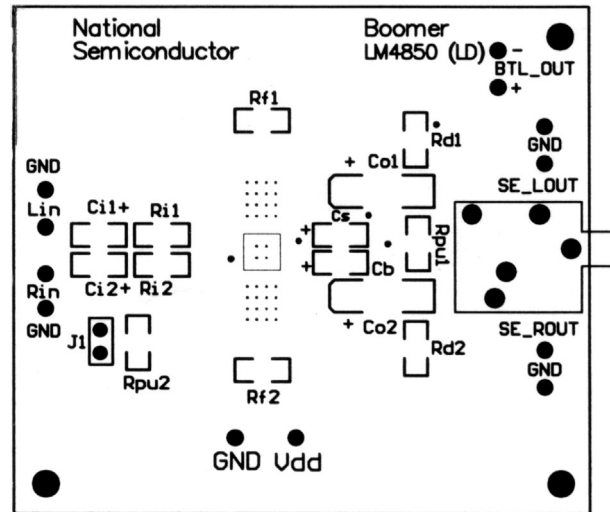 National
Semiconductor
Boomer
LM4850 (LD)
-
BTL_OUT
+
Rf1
Rd1
+ Co1
GND
SE_LOUT
GND
Lin
Ci1+
Ri1
+
Cs
Rpu1
+
Cb
Rin
Ci2+
Ri2
GND
J1
Rpu2
+ Co2
Rd2
SE_ROUT
GND
Rf2
GND Vdd